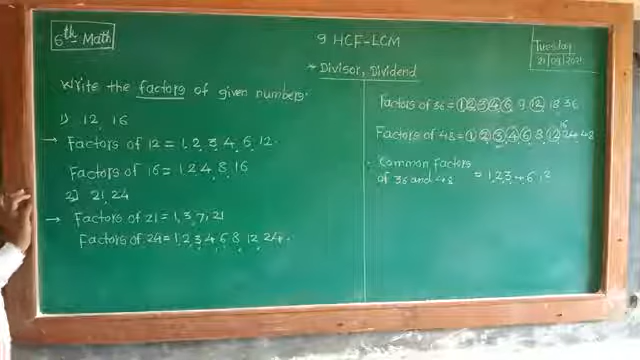 6th - Math
9 HCF-LCM
Tuesday
* Divisor, Dividend
Write the factors of given numbers.
1) 12, 16
→ Factors of 12 = 1, 2, 3, 4, 6, 12.
Factors of 16 = 1, 2, 4, 8, 16
2) 21, 24
→ Factors of 21 = 1, 3, 7, 21
Factors of 24 = 1, 2, 3, 4, 6, 8, 12, 24.
Factors of 36 = 1 2 3 4 6 9 12 18 36
Factors of 48 = 1 2 3 4 6 8 12 16 24 48
Common factors
of 36 and 48 = 1, 2, 3, 4, 6, 12